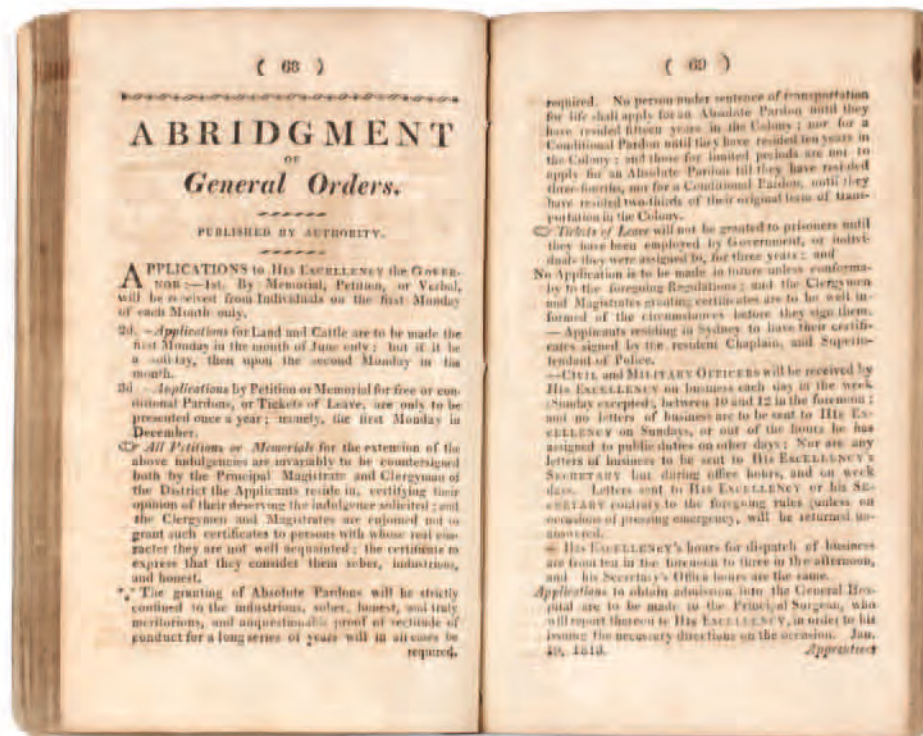 ( 68 )
ABRIDGMENT
OF
General Orders.
PUBLISHED BY AUTHORITY.
APPLICATIONS to HIS EXCELLENCY the GOVER-
NOR :—1st. By Memorial, Petition, or Verbal,
will be received from Individuals on the first Monday
of each Month only.
2d. —Applications for Land and Cattle are to be made the
first Monday in the month of June only; but if it be
a holiday, then upon the second Monday in the
month.
3d —Applications by Petition or Memorial for free or con-
ditional Pardons, or Tickets of Leave, are only to be
presented once a year; namely, the first Monday in
December.
☞ All Petitions or Memorials for the extension of the
above indulgencies are invariably to be countersigned
both by the Principal Magistrate and Clergyman of
the District the Applicants reside in, certifying their
opinion of their deserving the indulgence solicited; and
the Clergymen and Magistrates are enjoined not to
grant such certificates to persons with whose real cha-
racter they are not well acquainted; the certificate to
express that they consider them sober, industrious,
and honest.
*⁎* The granting of Absolute Pardons will be strictly
confined to the industrious, sober, honest, and truly
meritorious, and unquestionable proof of rectitude of
conduct for a long series of years will in all cases be
required.
( 69 )
required. No person under sentence of transportation
for life shall apply for an Absolute Pardon until they
have resided fifteen years in the Colony; nor for a
Conditional Pardon until they have resided ten years in
the Colony; and those for limited periods are not to
apply for an Absolute Pardon till they have resided
three-fourths, nor for a Conditional Pardon, until they
have resided two-thirds of their original term of trans-
portation in the Colony.
☞ Tickets of Leave will not be granted to prisoners until
they have been employed by Government, or indivi-
duals they were assigned to, for three years; and
No Application is to be made in future unless conforma-
by to the foregoing Regulations; and the Clergymen
and Magistrates granting certificates are to be well in-
formed of the circumstances before they sign them.
—Applicants residing in Sydney to have their certifi-
cates signed by the resident Chaplain, and Superin-
tendant of Police.
—CIVIL and MILITARY OFFICERS will be received by
HIS EXCELLENCY on business each day in the week
(Sunday excepted), between 10 and 12 in the forenoon;
and no letters of business are to be sent to HIS EX-
CELLENCY on Sundays, or out of the hours he has
assigned to public duties on other days; Nor are any
letters of business to be sent to HIS EXCELLENCY'S
SECRETARY but during office hours, and on week
days. Letters sent to HIS EXCELLENCY or his SE-
CRETARY contrary to the foregoing rules (unless on
occasions of pressing emergency, will be returned un-
answered.
— HIS EXCELLENCY's hours for dispatch of business
are from ten in the forenoon to three in the afternoon,
and his Secretary's Office hours are the same.
Applications to obtain admission into the General Hos-
pital are to be made to the Principal Surgeon, who
will report thereon to HIS EXCELLENCY, in order to his
issuing the necessary directions on the occasion. Jan.
Apprentices